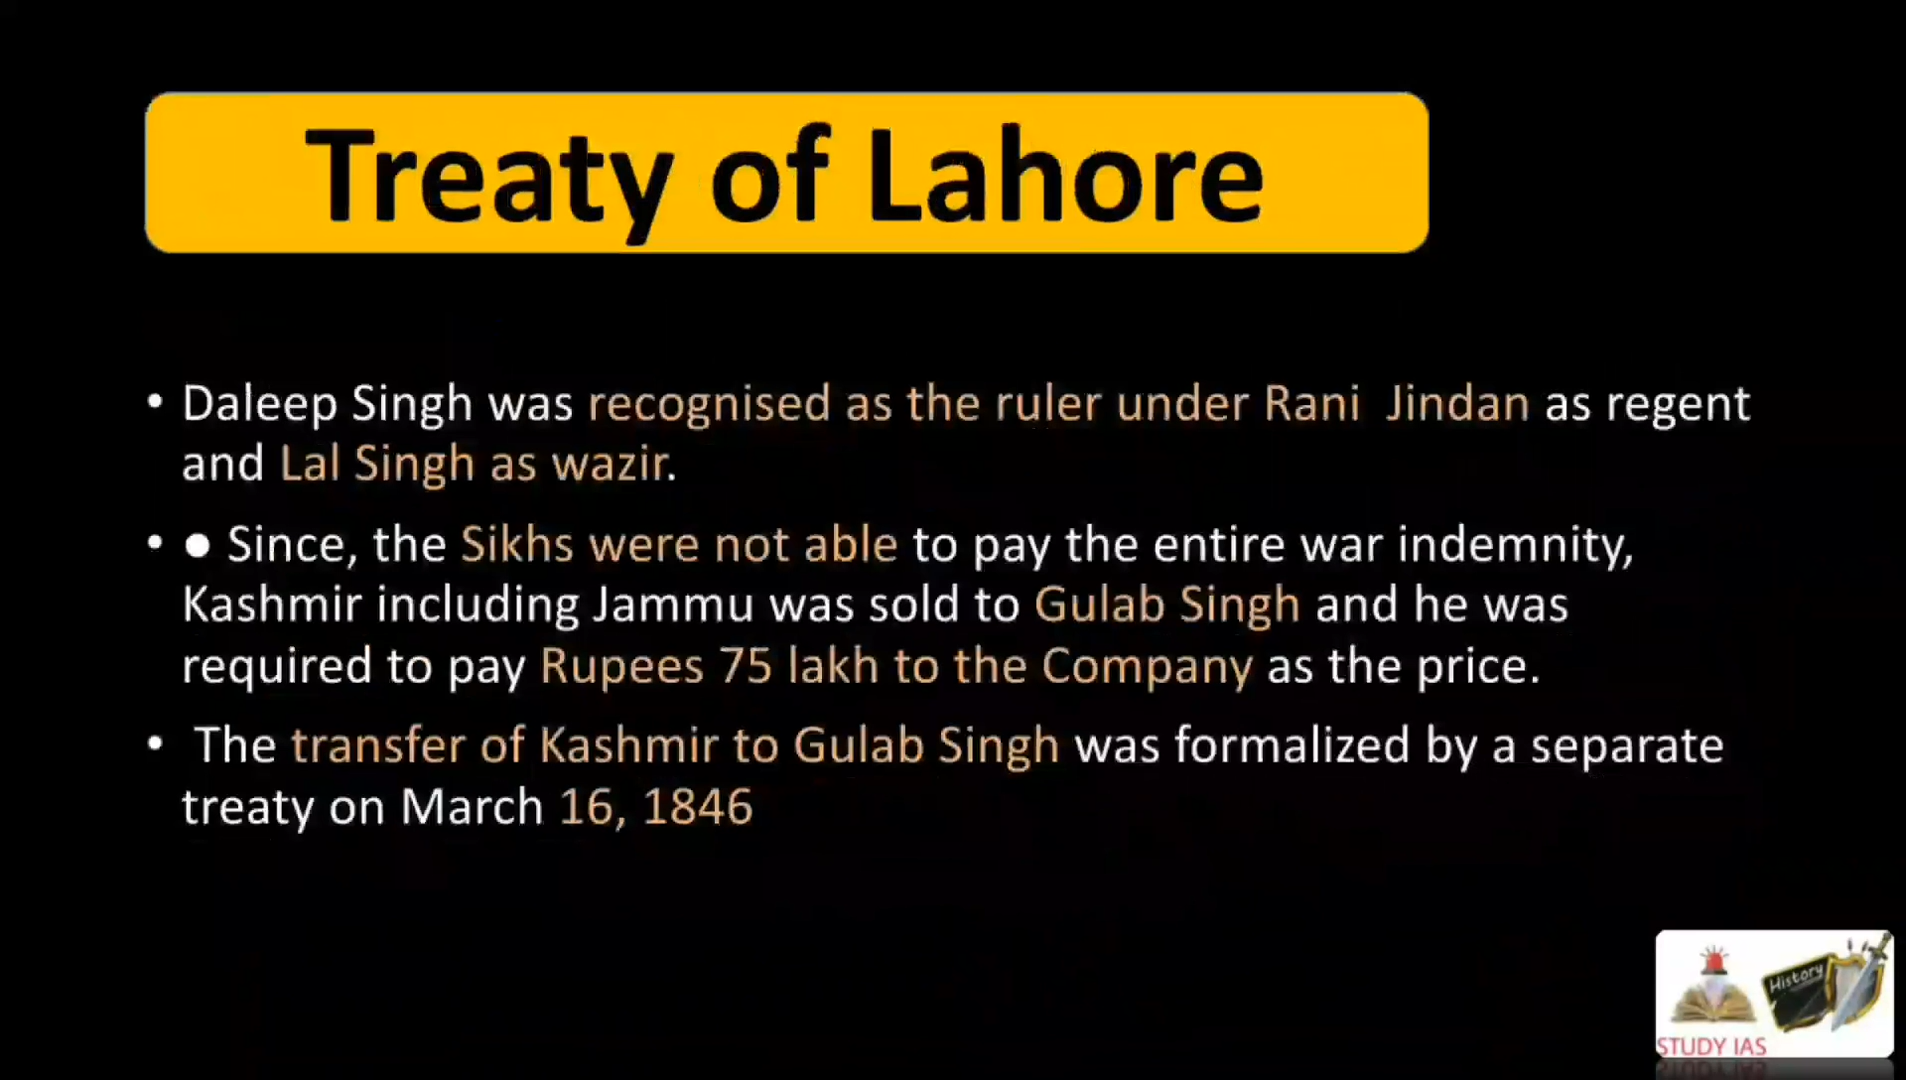 Treaty of Lahore
• Daleep Singh was recognised as the ruler under Rani Jindan as regent
and Lal Singh as wazir.
• ● Since, the Sikhs were not able to pay the entire war indemnity,
Kashmir including Jammu was sold to Gulab Singh and he was
required to pay Rupees 75 lakh to the Company as the price.
• The transfer of Kashmir to Gulab Singh was formalized by a separate
treaty on March 16, 1846
History
STUDY IAS